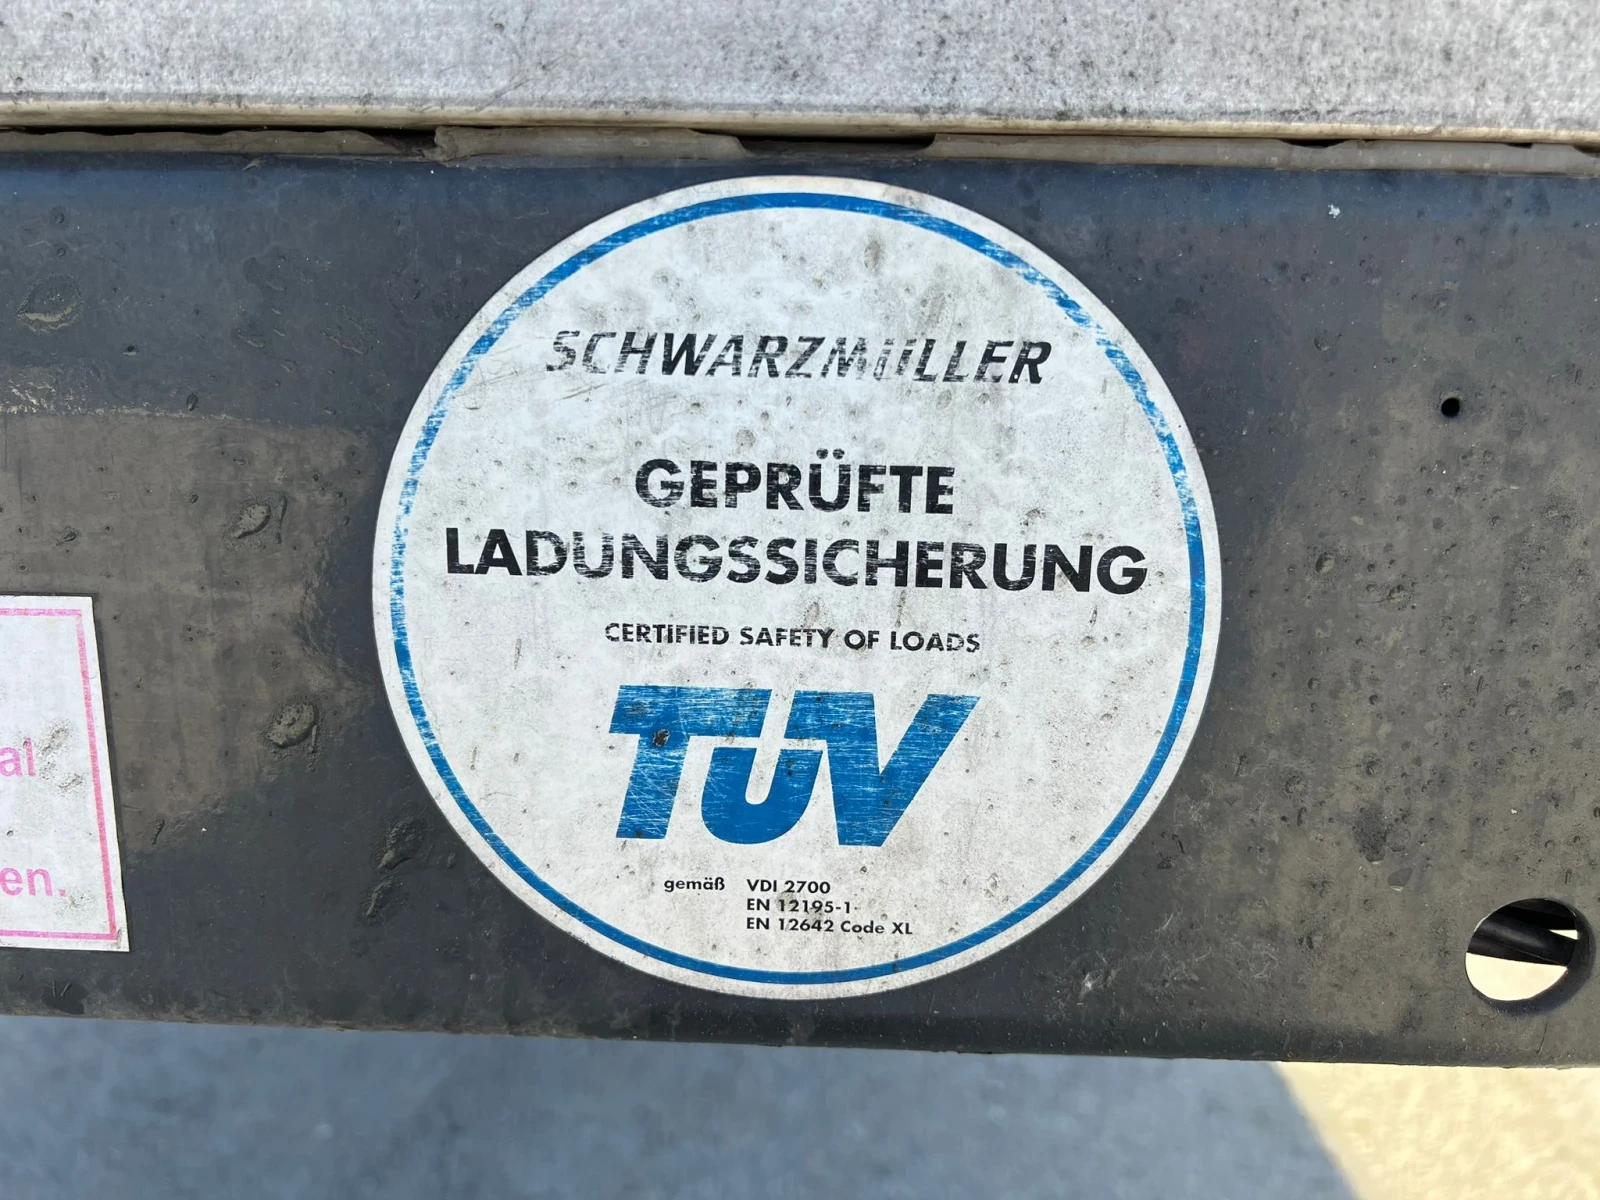 SCHWARZMÜLLER
GEPRÜFTE
LADUNGSSICHERUNG
CERTIFIED SAFETY OF LOADS
TÜV
gemäß VDI 2700
EN 12195-1
EN 12642 Code XL
al
en.